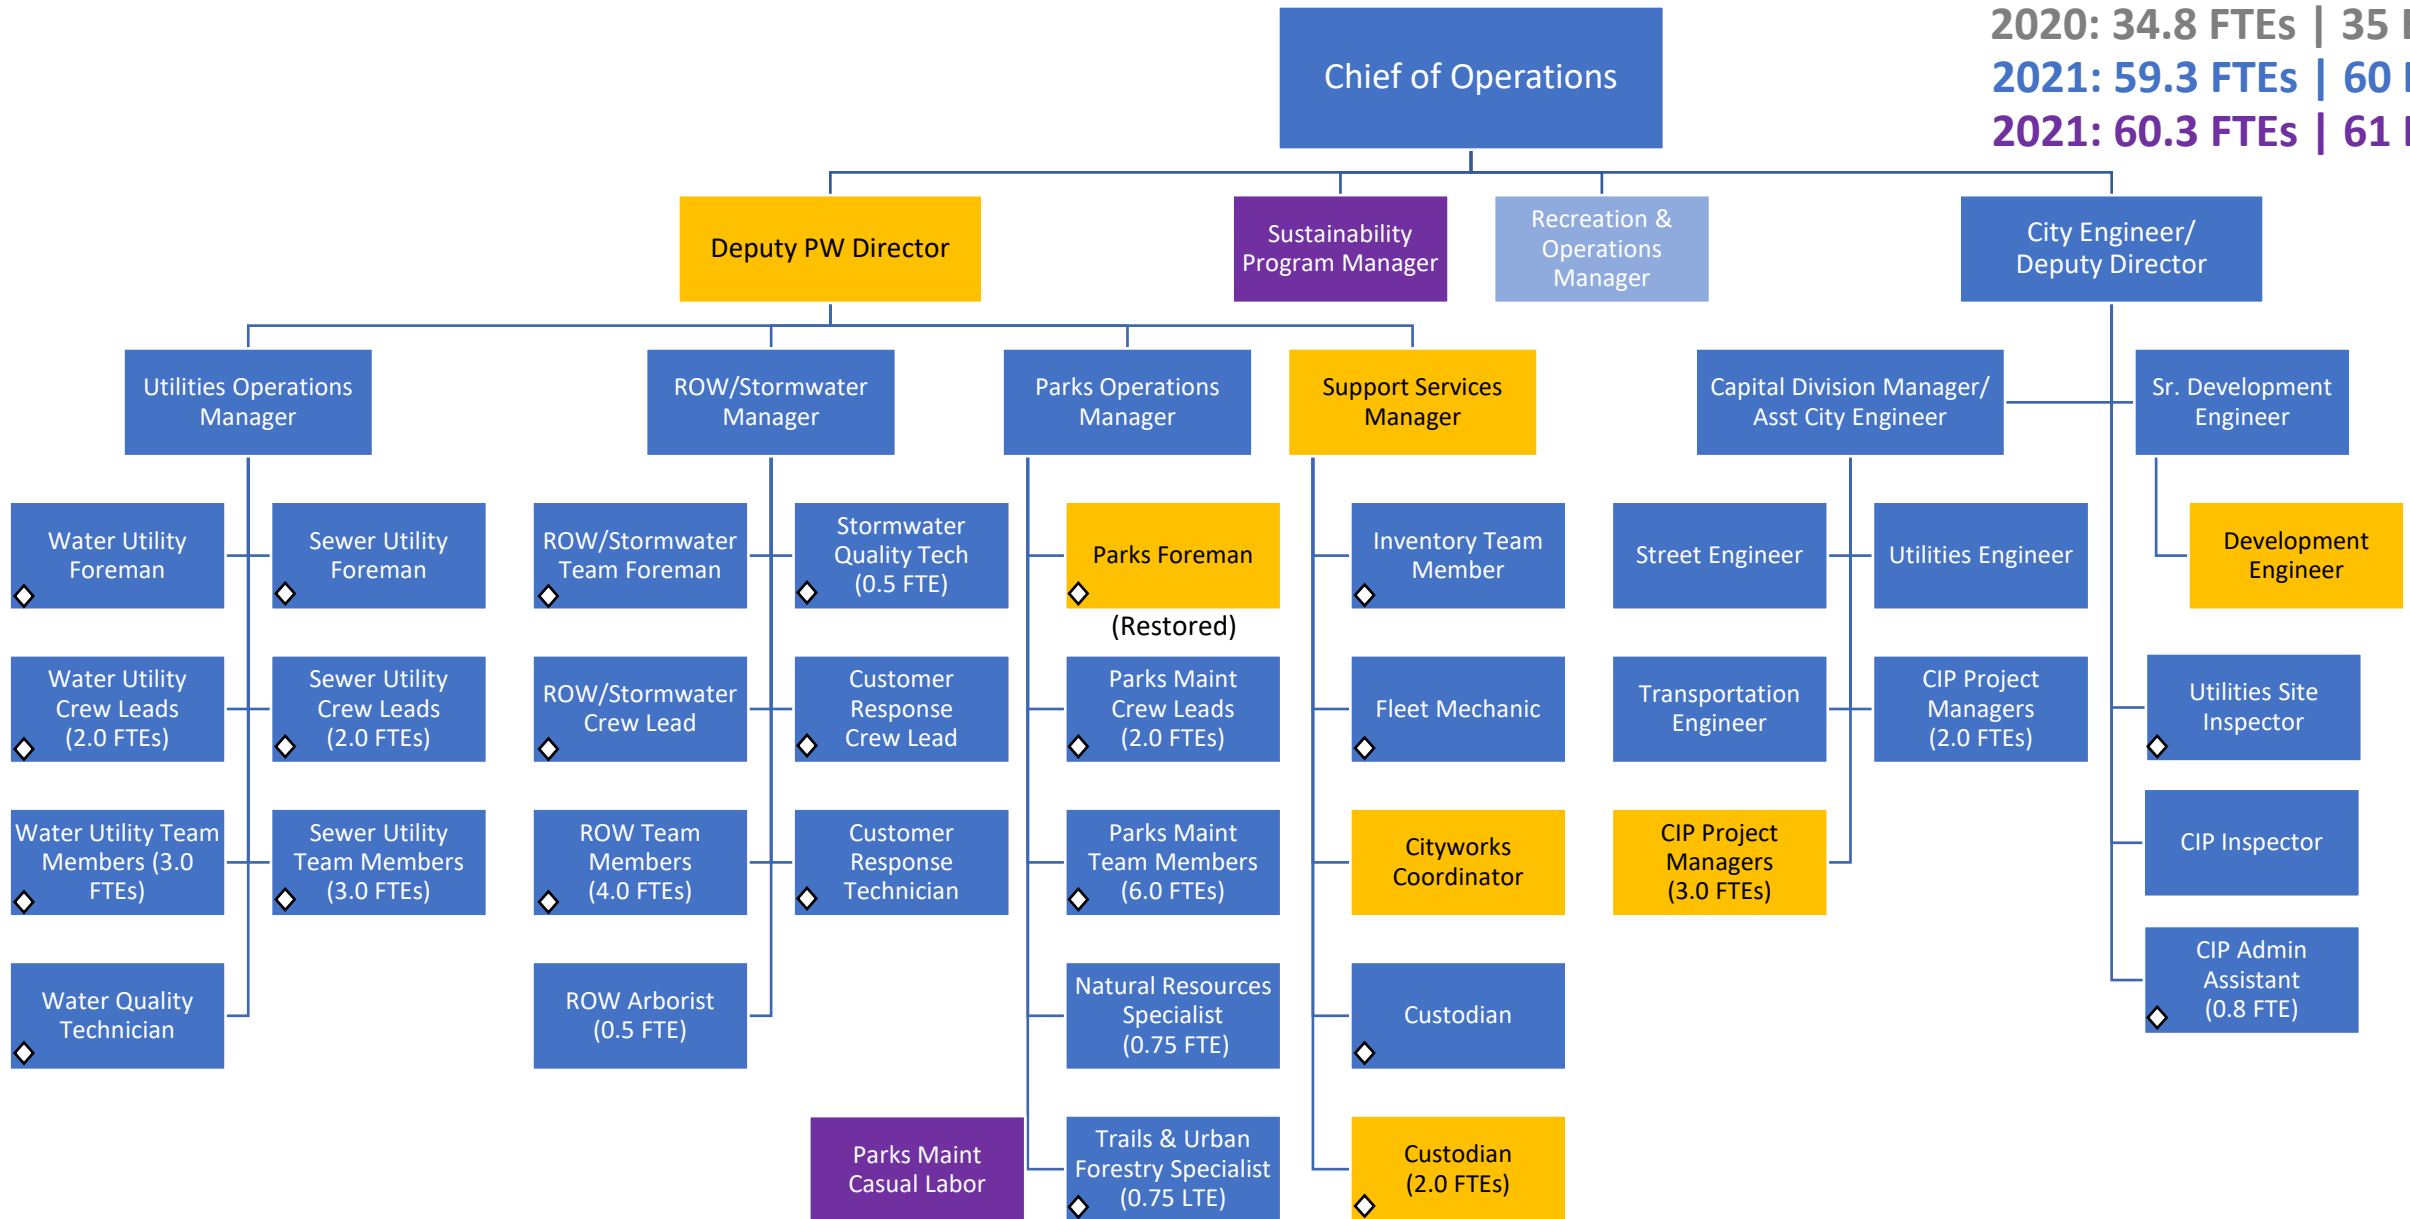 2020: 34.8 FTEs | 35
2021: 59.3 FTEs | 60
2021: 60.3 FTEs | 61
Chief of Operations
Deputy PW Director
Sustainability
Program Manager
Recreation &
Operations
Manager
City Engineer/
Deputy Director
Utilities Operations
Manager
ROW/Stormwater
Manager
Parks Operations
Manager
Support Services
Manager
Capital Division Manager/
Asst City Engineer
Sr. Development
Engineer
Water Utility
Foreman
Sewer Utility
Foreman
ROW/Stormwater
Team Foreman
Stormwater
Quality Tech
(0.5 FTE)
Parks Foreman
(Restored)
Inventory Team
Member
Street Engineer
Utilities Engineer
Development
Engineer
Water Utility
Crew Leads
(2.0 FTEs)
Sewer Utility
Crew Leads
(2.0 FTEs)
ROW/Stormwater
Crew Lead
Customer
Response
Crew Lead
Parks Maint
Crew Leads
(2.0 FTEs)
Fleet Mechanic
Transportation
Engineer
CIP Project
Managers
(2.0 FTEs)
Utilities Site
Inspector
Water Utility Team
Members (3.0
FTEs)
Sewer Utility
Team Members
(3.0 FTEs)
ROW Team
Members
(4.0 FTEs)
Customer
Response
Technician
Parks Maint
Team Members
(6.0 FTEs)
Cityworks
Coordinator
CIP Project
Managers
(3.0 FTEs)
CIP Inspector
Water Quality
Technician
ROW Arborist
(0.5 FTE)
Natural Resources
Specialist
(0.75 FTE)
Custodian
CIP Admin
Assistant
(0.8 FTE)
Parks Maint
Casual Labor
Trails & Urban
Forestry Specialist
(0.75 LTE)
Custodian
(2.0 FTEs)